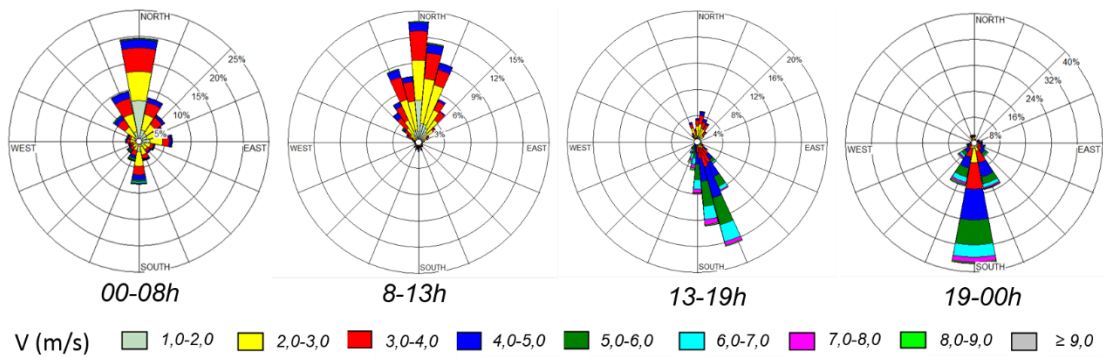 NORTH
25%
20%
15%
10%
5%
WEST
EAST
SOUTH
00-08h
NORTH
15%
12%
9%
6%
3%
WEST
EAST
SOUTH
8-13h
NORTH
20%
16%
12%
8%
4%
WEST
EAST
SOUTH
13-19h
NORTH
40%
32%
24%
16%
8%
WEST
EAST
SOUTH
19-00h
V (m/s) 1,0-2,0 2,0-3,0 3,0-4,0 4,0-5,0 5,0-6,0 6,0-7,0 7,0-8,0 8,0-9,0 ≥ 9,0